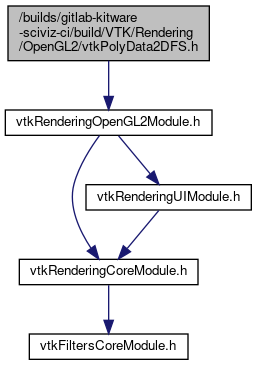 /builds/gitlab-kitware
-sciviz-ci/build/VTK/Rendering
/OpenGL2/vtkPolyData2DFS.h
vtkRenderingOpenGL2Module.h
vtkRenderingUIModule.h
vtkRenderingCoreModule.h
vtkFiltersCoreModule.h